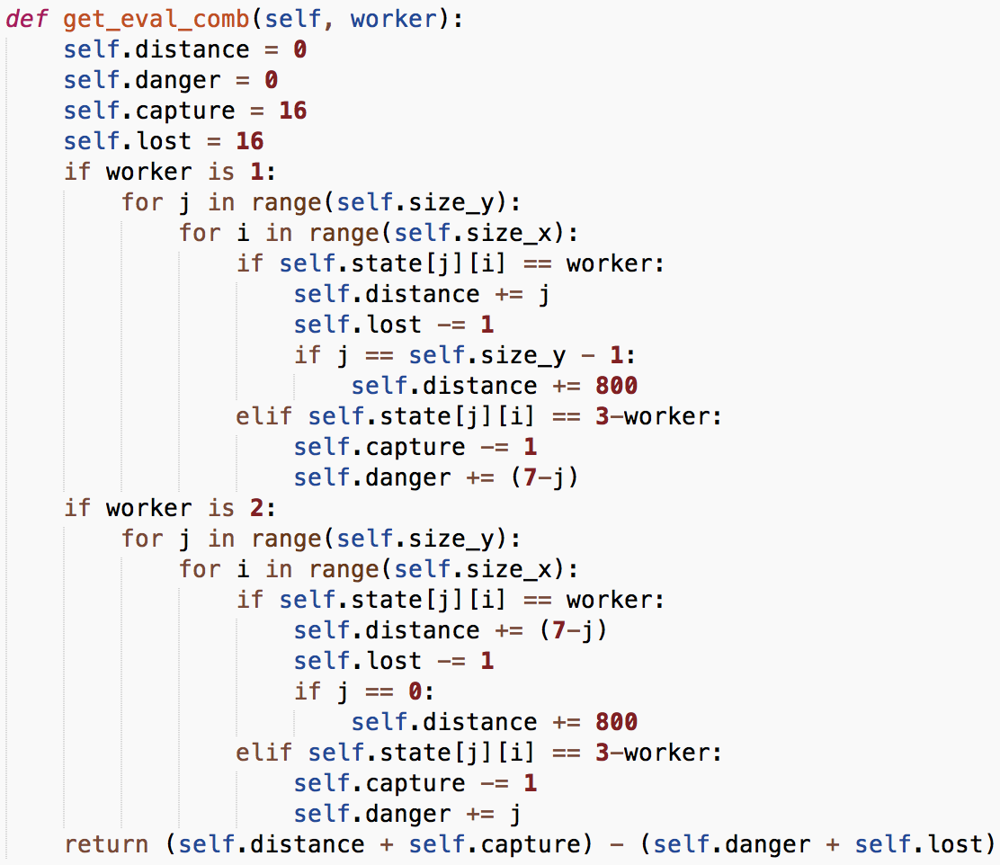 def get_eval_comb(self, worker):
    self.distance = 0
    self.danger = 0
    self.capture = 16
    self.lost = 16
    if worker is 1:
        for j in range(self.size_y):
            for i in range(self.size_x):
                if self.state[j][i] == worker:
                    self.distance += j
                    self.lost -= 1
                    if j == self.size_y - 1:
                        self.distance += 800
                elif self.state[j][i] == 3-worker:
                    self.capture -= 1
                    self.danger += (7-j)
    if worker is 2:
        for j in range(self.size_y):
            for i in range(self.size_x):
                if self.state[j][i] == worker:
                    self.distance += (7-j)
                    self.lost -= 1
                    if j == 0:
                        self.distance += 800
                elif self.state[j][i] == 3-worker:
                    self.capture -= 1
                    self.danger += j
    return (self.distance + self.capture) - (self.danger + self.lost)